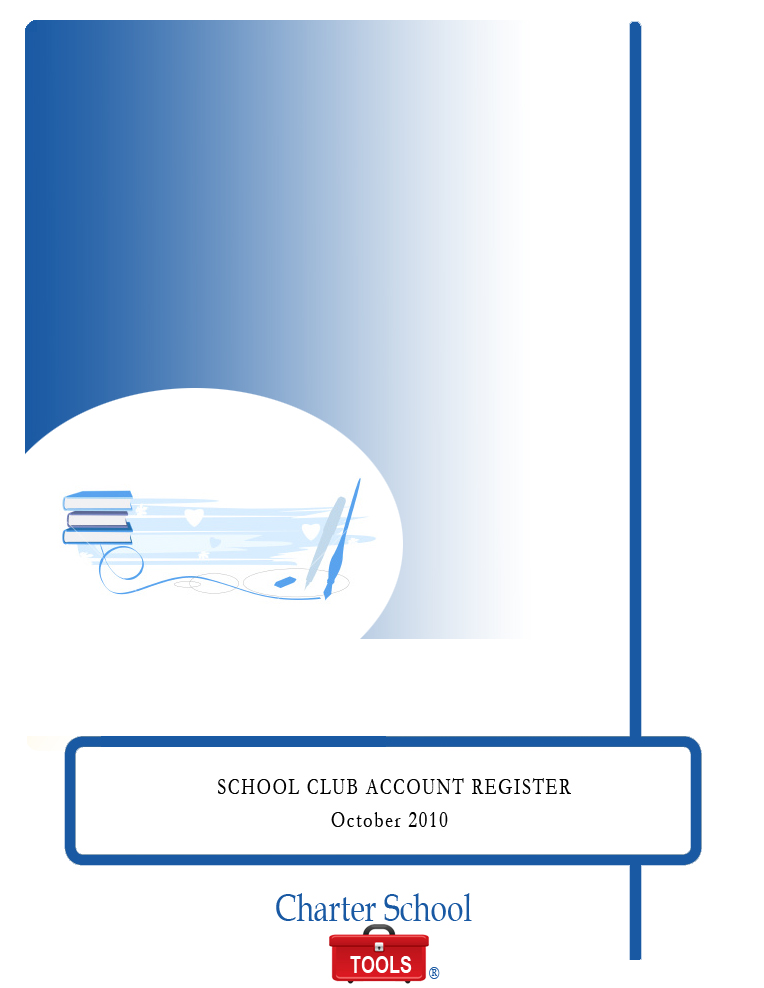 SCHOOL CLUB ACCOUNT REGISTER
October 2010
Charter School
TOOLS ®